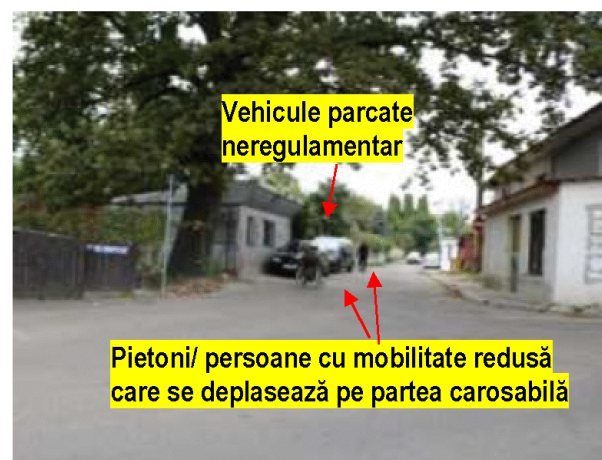 Vehicule parcate
neregulamentar
Pietoni/ persoane cu mobilitate redusă
care se deplasează pe partea carosabilă